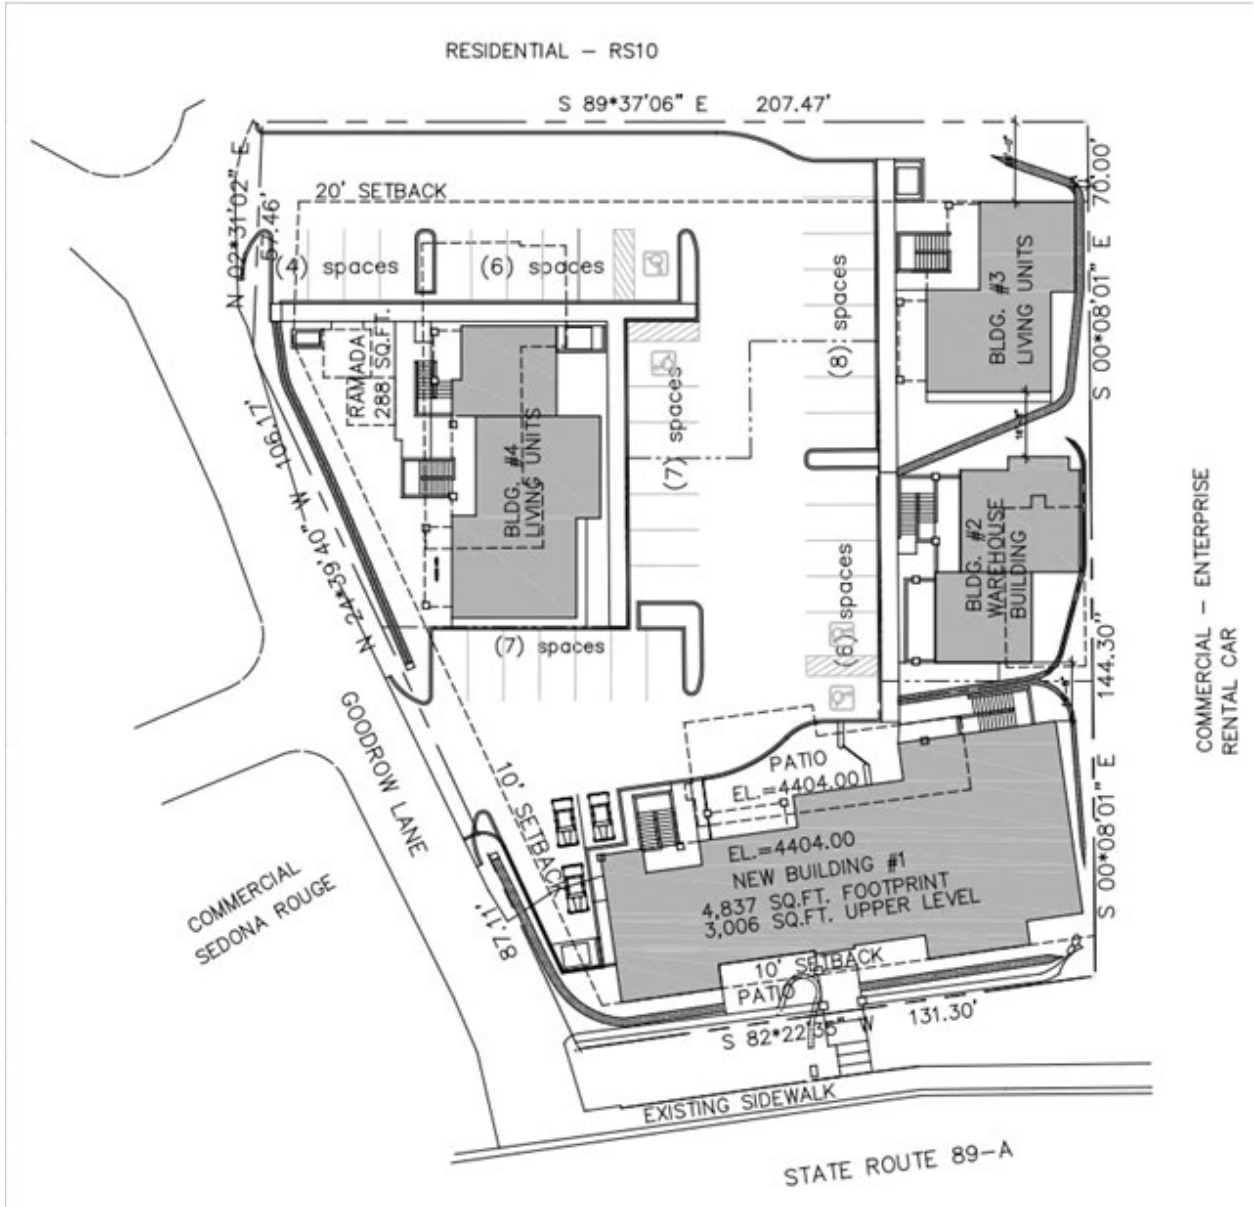 RESIDENTIAL - RS10
S 89*37'06" E 207.47'
N 02*31'02" E
57.46'
20' SETBACK
70.00'
S 00*08'01" E
(4) spaces
(6) spaces
(8) spaces
BLDG. #3
LIVING UNITS
RAMADA
288 SQ.FT.
(7) spaces
BLDG. #4
LIVING UNITS
106.17'
N 24*39'40" W
BLDG. #2
WAREHOUSE
BUILDING
(6) spaces
(7) spaces
144.30'
S 00*08'01" E
COMMERCIAL - ENTERPRISE
RENTAL CAR
GOODROW LANE
10' SETBACK
PATIO
EL.=4404.00
EL.=4404.00
NEW BUILDING #1
4,837 SQ.FT. FOOTPRINT
3,006 SQ.FT. UPPER LEVEL
COMMERCIAL
SEDONA ROUGE
87.11'
10' SETBACK
PATIO
S 82*22'35" W 131.30'
EXISTING SIDEWALK
STATE ROUTE 89-A